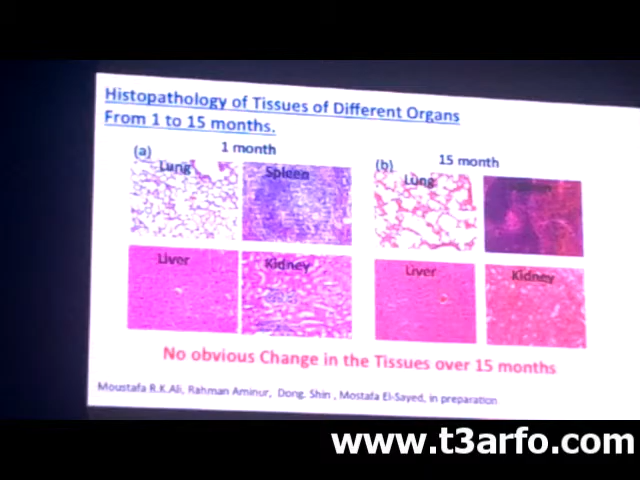 Histopathology of Tissues of Different Organs
From 1 to 15 months.
(a) 1 month
(b) 15 month
Lung
Spleen
Lung
Liver
Kidney
Liver
Kidney
No obvious Change in the Tissues over 15 months
Moustafa R.K.Ali, Rahman Aminur, Dong. Shin , Mostafa El-Sayed, in preparation
www.t3arfo.com